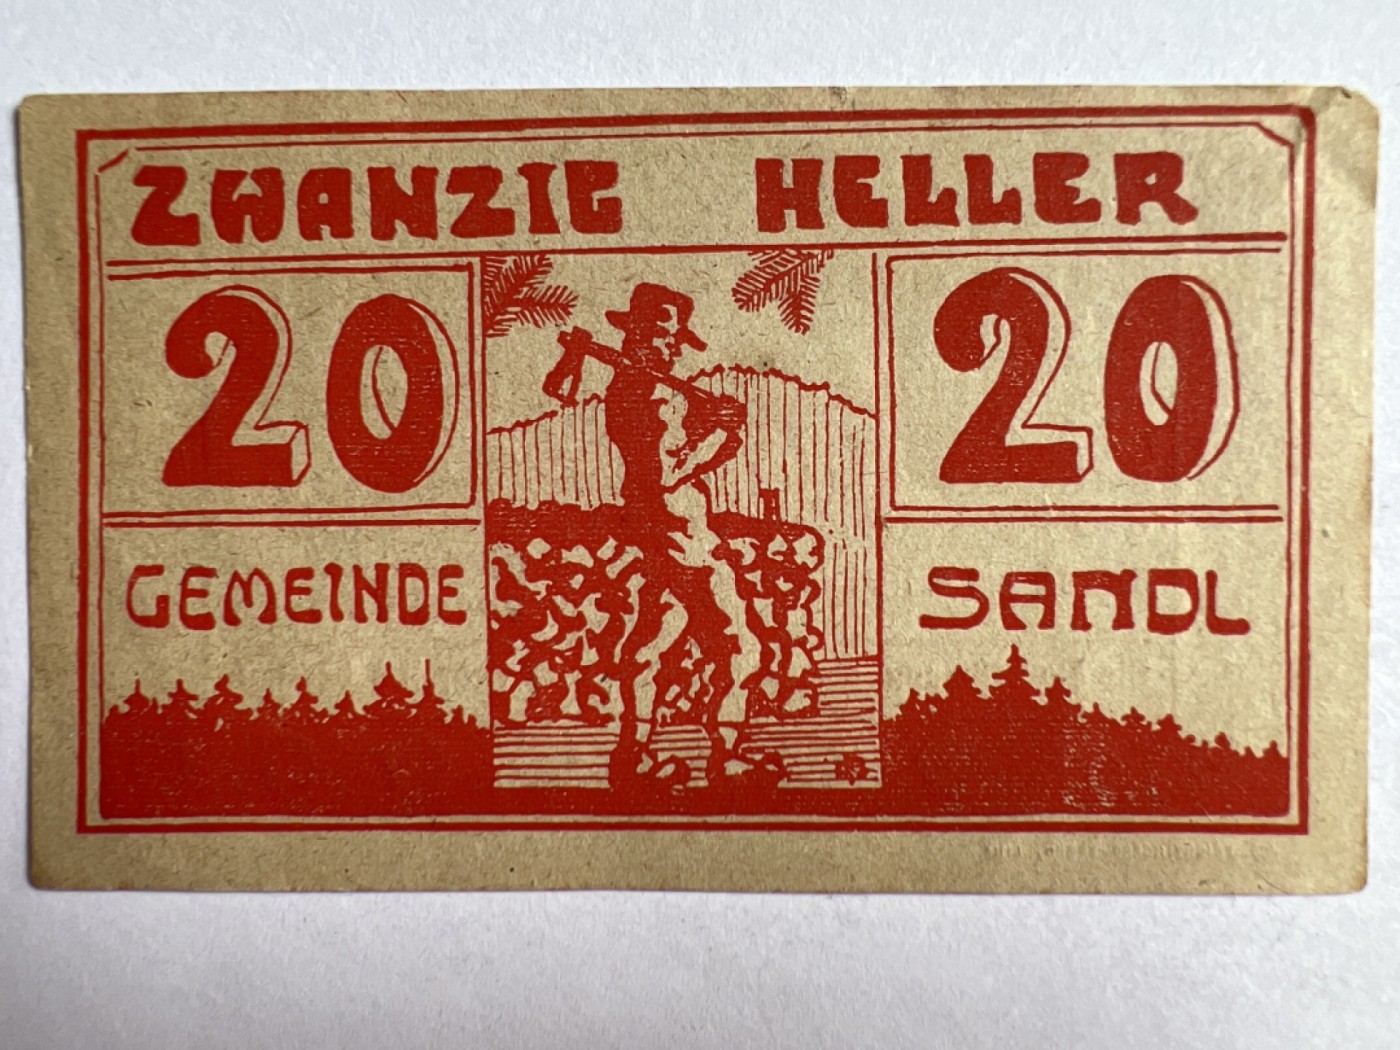 ZWANZIG HELLER
20 20
GEMEINDE SANDL